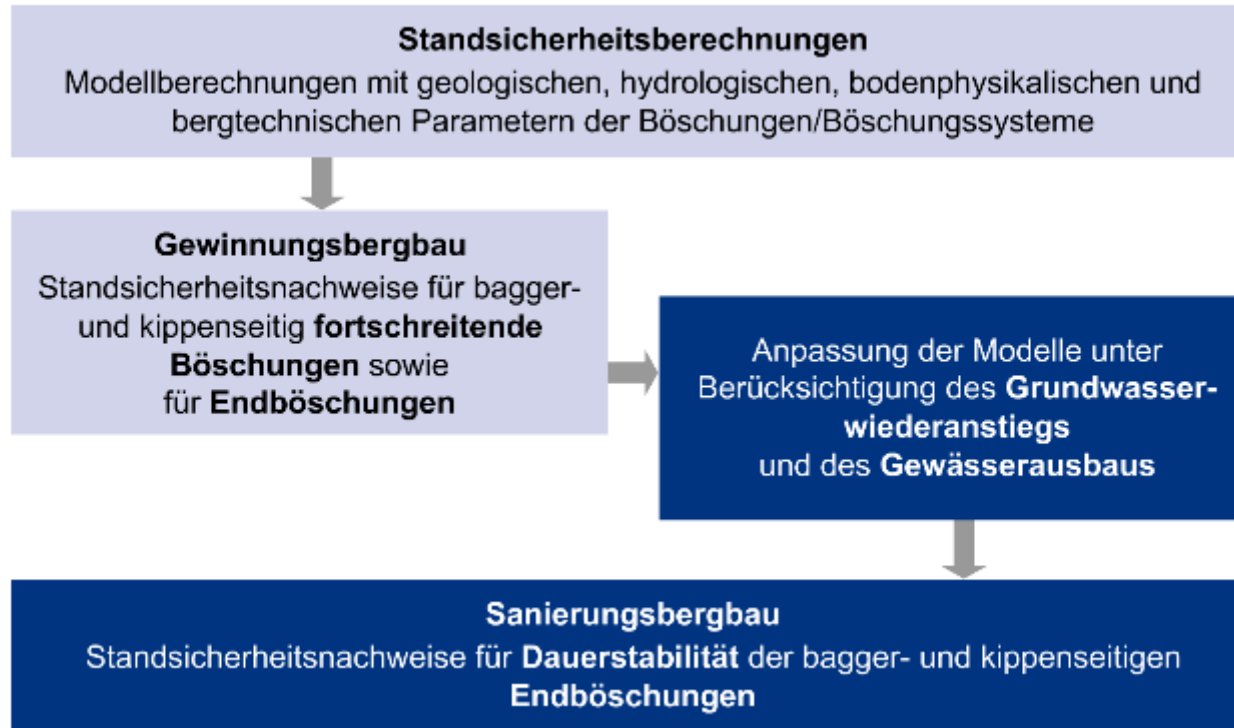 Standsicherheitsberechnungen
Modellberechnungen mit geologischen, hydrologischen, bodenphysikalischen und
bergtechnischen Parametern der Böschungen/Böschungssysteme
Gewinnungsbergbau
Standsicherheitsnachweise für bagger-
und kippenseitig fortschreitende
Böschungen sowie
für Endböschungen
Anpassung der Modelle unter
Berücksichtigung des Grundwasser-
wiederanstiegs
und des Gewässerausbaus
Sanierungsbergbau
Standsicherheitsnachweise für Dauerstabilität der bagger- und kippenseitigen
Endböschungen